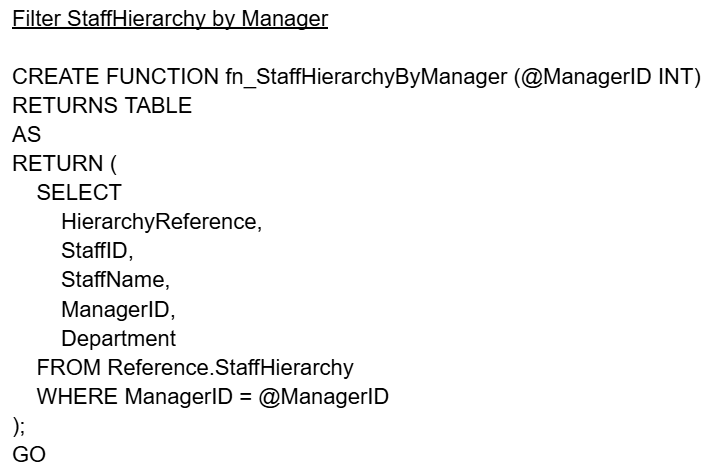 Filter StaffHierarchy by Manager
CREATE FUNCTION fn_StaffHierarchyByManager (@ManagerID INT)
RETURNS TABLE
AS
RETURN (
SELECT
HierarchyReference,
StaffID,
StaffName,
ManagerID,
Department
FROM Reference.StaffHierarchy
WHERE ManagerID = @ManagerID
);
GO